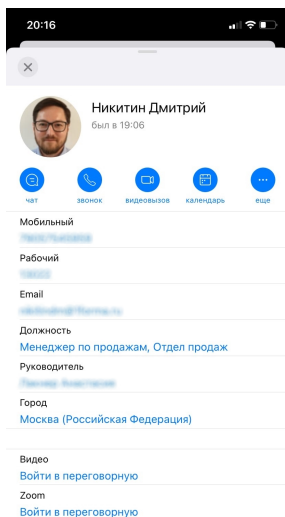 20:16
Никитин Дмитрий
был в 19:06
чат
звонок
видеовызов
календарь
еще
Мобильный
Рабочий
Email
Должность
Менеджер по продажам, Отдел продаж
Руководитель
Город
Москва (Российская Федерация)
Видео
Войти в переговорную
Zoom
Войти в переговорную